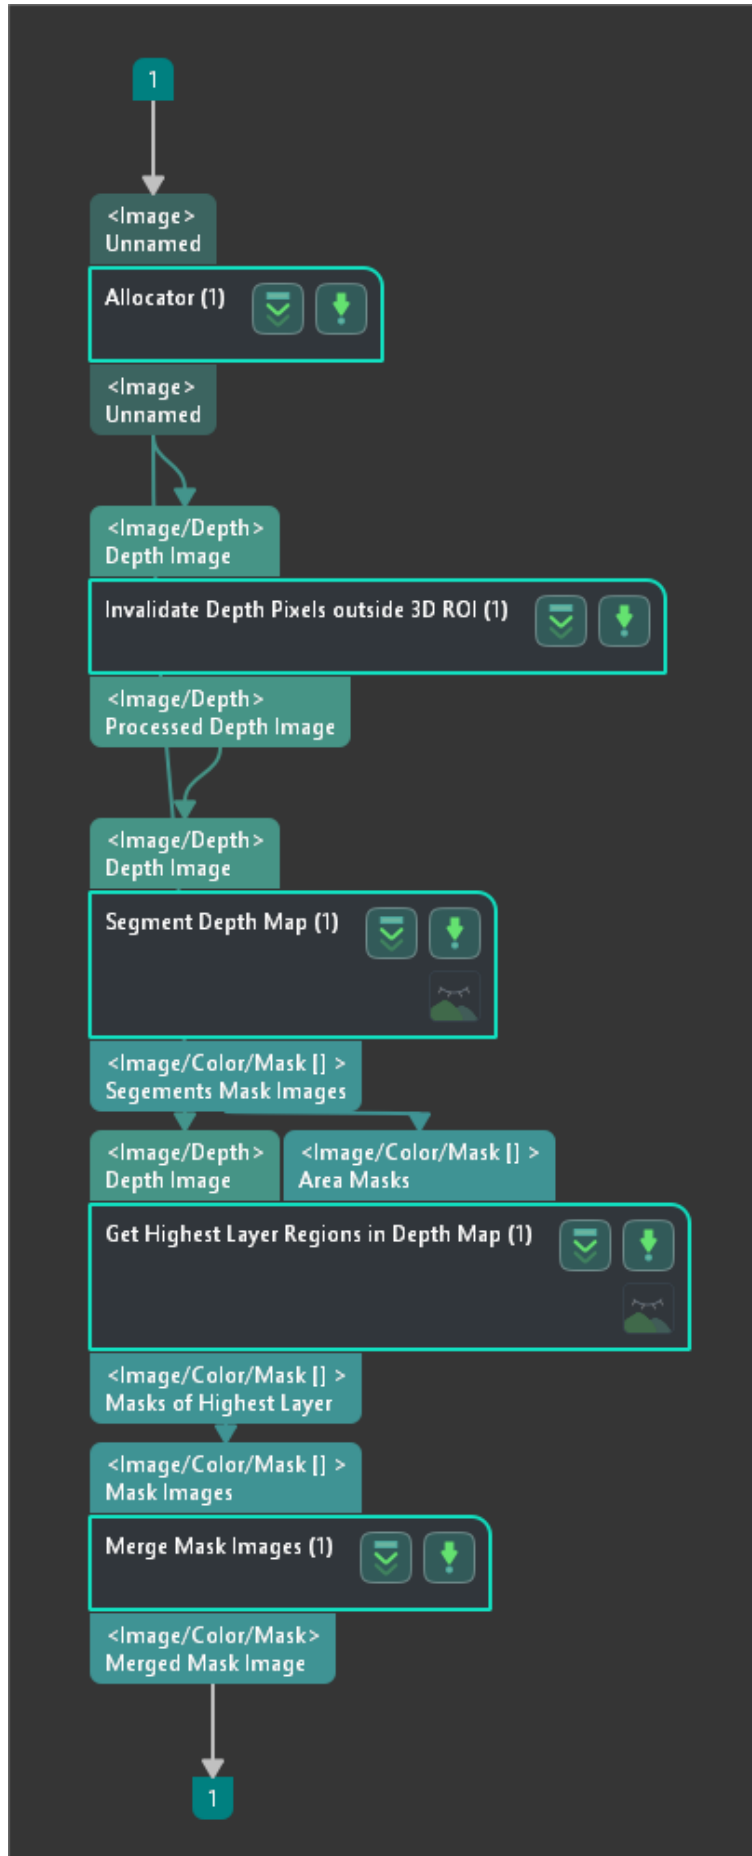 1
<Image>
Unnamed
Allocator (1)
<Image>
Unnamed
<Image/Depth>
Depth Image
Invalidate Depth Pixels outside 3D ROI (1)
<Image/Depth>
Processed Depth Image
<Image/Depth>
Depth Image
Segment Depth Map (1)
<Image/Color/Mask [] >
Segements Mask Images
<Image/Depth>
Depth Image
<Image/Color/Mask [] >
Area Masks
Get Highest Layer Regions in Depth Map (1)
<Image/Color/Mask [] >
Masks of Highest Layer
<Image/Color/Mask [] >
Mask Images
Merge Mask Images (1)
<Image/Color/Mask>
Merged Mask Image
1